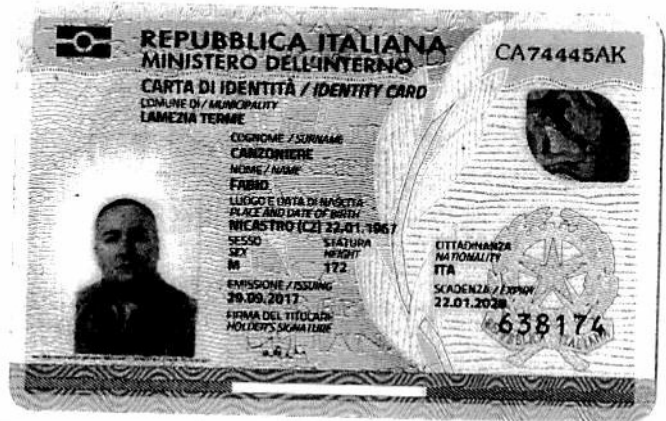 REPUBBLICA ITALIANA
MINISTERO DELL'INTERNO
CA74445AK
CARTA DI IDENTITÀ / IDENTITY CARD
COMUNE DI / MUNICIPALITY
LAMEZIA TERME
COGNOME / SURNAME
CANZONIERE
NOME / NAME
FABIO
LUOGO E DATA DI NASCITA
PLACE AND DATE OF BIRTH
NICASTRO (CZ) 22.01.1967
SESSO STATURA CITTADINANZA
SEX HEIGHT NATIONALITY
M 172 ITA
EMISSIONE / ISSUING SCADENZA / EXPIRY
29.09.2017 22.01.2028
FIRMA DEL TITOLARE 638174
HOLDER'S SIGNATURE